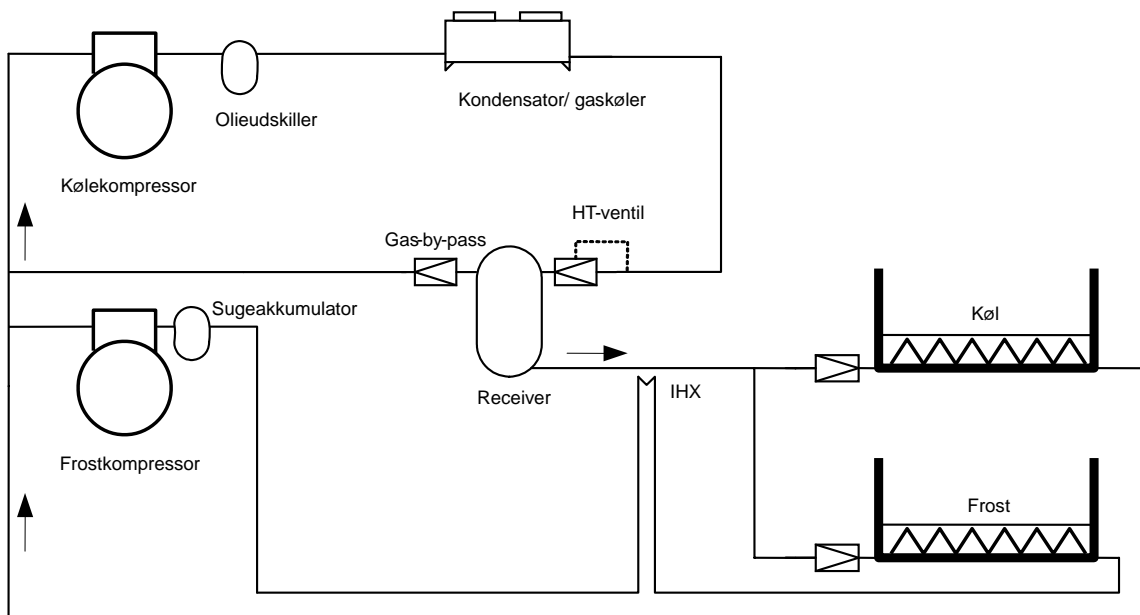 Kondensator/ gaskøler
Olieudskiller
Kølekompressor
HT-ventil
Gas-by-pass
Sugeakkumulator
Køl
Receiver
IHX
Frostkompressor
Frost